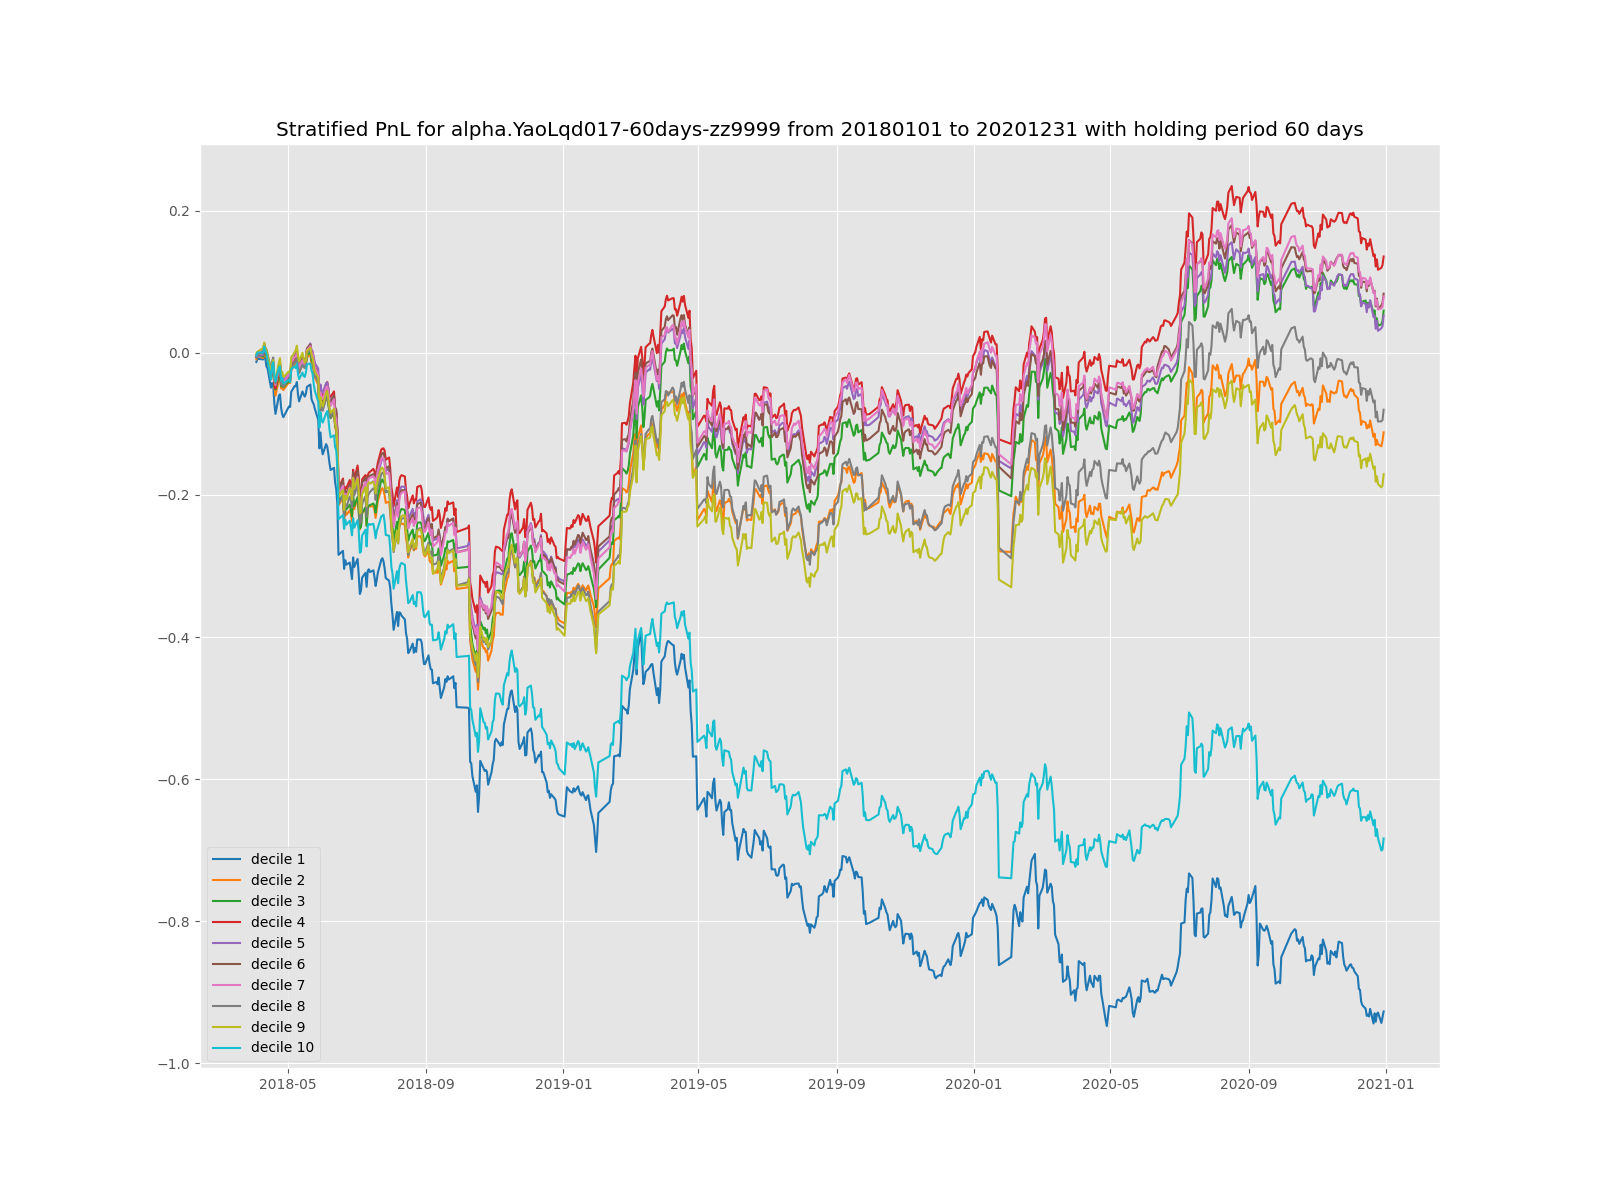 Stratified PnL for alpha.YaoLqd017-60days-zz9999 from 20180101 to 20201231 with holding period 60 days
0.2
0.0
−0.2
−0.4
−0.6
−0.8
−1.0
decile 1
decile 2
decile 3
decile 4
decile 5
decile 6
decile 7
decile 8
decile 9
decile 10
2018-05 2018-09 2019-01 2019-05 2019-09 2020-01 2020-05 2020-09 2021-01